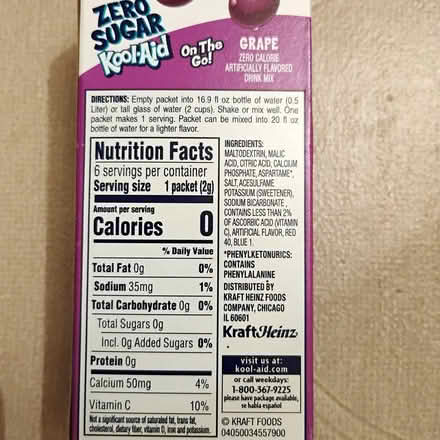 ZERO
SUGAR
Kool-Aid
On The
Go!
GRAPE
ZERO CALORIE
ARTIFICIALLY FLAVORED
DRINK MIX
DIRECTIONS: Empty packet into 16.9 fl oz bottle of water (0.5
Liter) or tall glass of water (2 cups). Shake or mix well. One
packet makes 1 serving. Packet can be mixed into 20 fl oz
bottle of water for a lighter flavor.
Nutrition Facts
6 servings per container
Serving size 1 packet (2g)
Amount per serving
Calories 0
% Daily Value
Total Fat 0g 0%
Sodium 35mg 1%
Total Carbohydrate 0g 0%
Total Sugars 0g
Incl. 0g Added Sugars 0%
Protein 0g
Calcium 50mg 4%
Vitamin C 10%
Not a significant source of saturated fat, trans fat,
cholesterol, dietary fiber, vitamin D, iron and potassium.
INGREDIENTS:
MALTODEXTRIN, MALIC
ACID, CITRIC ACID, CALCIUM
PHOSPHATE, ASPARTAME*,
SALT, ACESULFAME
POTASSIUM (SWEETENER),
SODIUM BICARBONATE,
CONTAINS LESS THAN 2%
OF ASCORBIC ACID (VITAMIN
C), ARTIFICIAL FLAVOR, RED
40, BLUE 1.
*PHENYLKETONURICS:
CONTAINS
PHENYLALANINE
DISTRIBUTED BY
KRAFT HEINZ FOODS
COMPANY, CHICAGO
IL 60601
KraftHeinz
visit us at:
kool-aid.com
or call weekdays:
1-800-367-9225
please have package available,
se habla español
© KRAFT FOODS
04050034557900